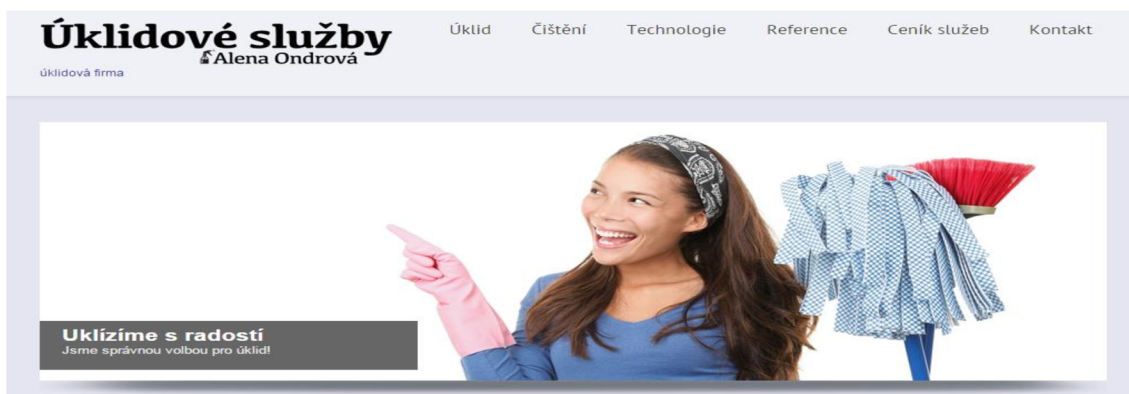 Úklidové služby
Alena Ondrová
úklidová firma
Úklid Čištění Technologie Reference Ceník služeb Kontakt
Uklízíme s radostí
Jsme správnou volbou pro úklid!